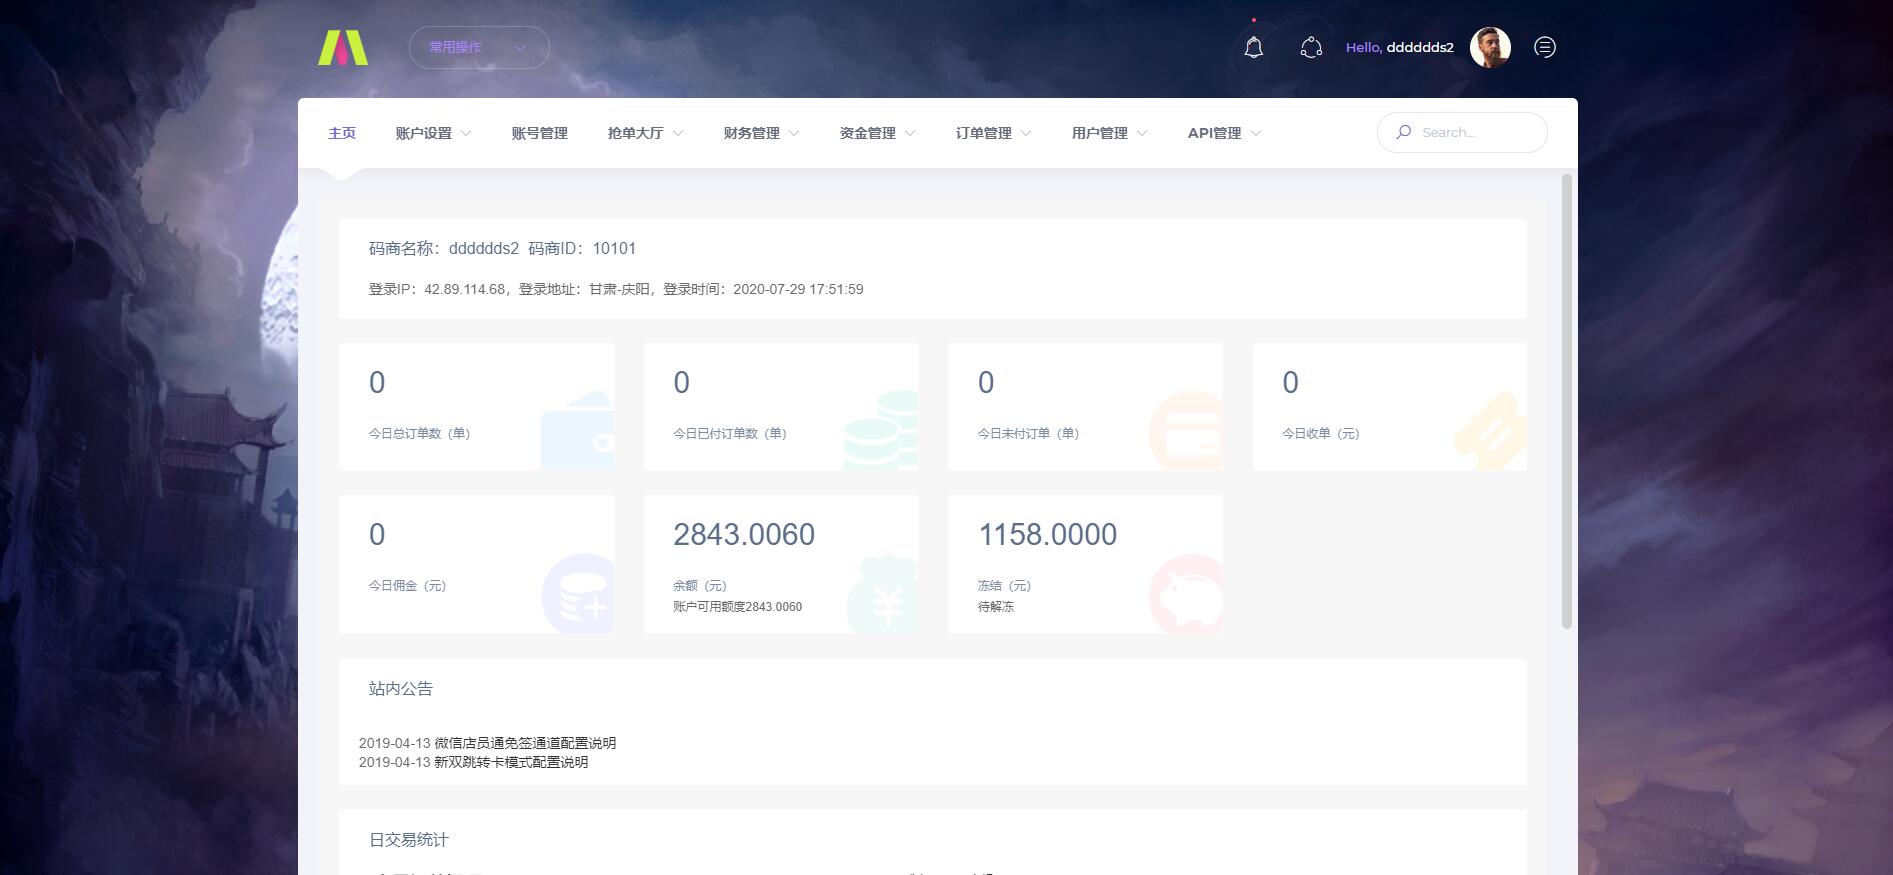 常用操作
Hello, dddddds2
主页 账户设置 账号管理 抢单大厅 财务管理 资金管理 订单管理 用户管理 API管理 Search...
码商名称：dddddds2 码商ID：10101
登录IP：42.89.114.68，登录地址：甘肃-庆阳，登录时间：2020-07-29 17:51:59
0
今日总订单数（单）
0
今日已付订单数（单）
0
今日未付订单（单）
0
今日收单（元）
0
今日佣金（元）
2843.0060
余额（元）
账户可用额度2843.0060
1158.0000
冻结（元）
待解冻
站内公告
2019-04-13 微信店员通免签通道配置说明
2019-04-13 新双跳转卡模式配置说明
日交易统计